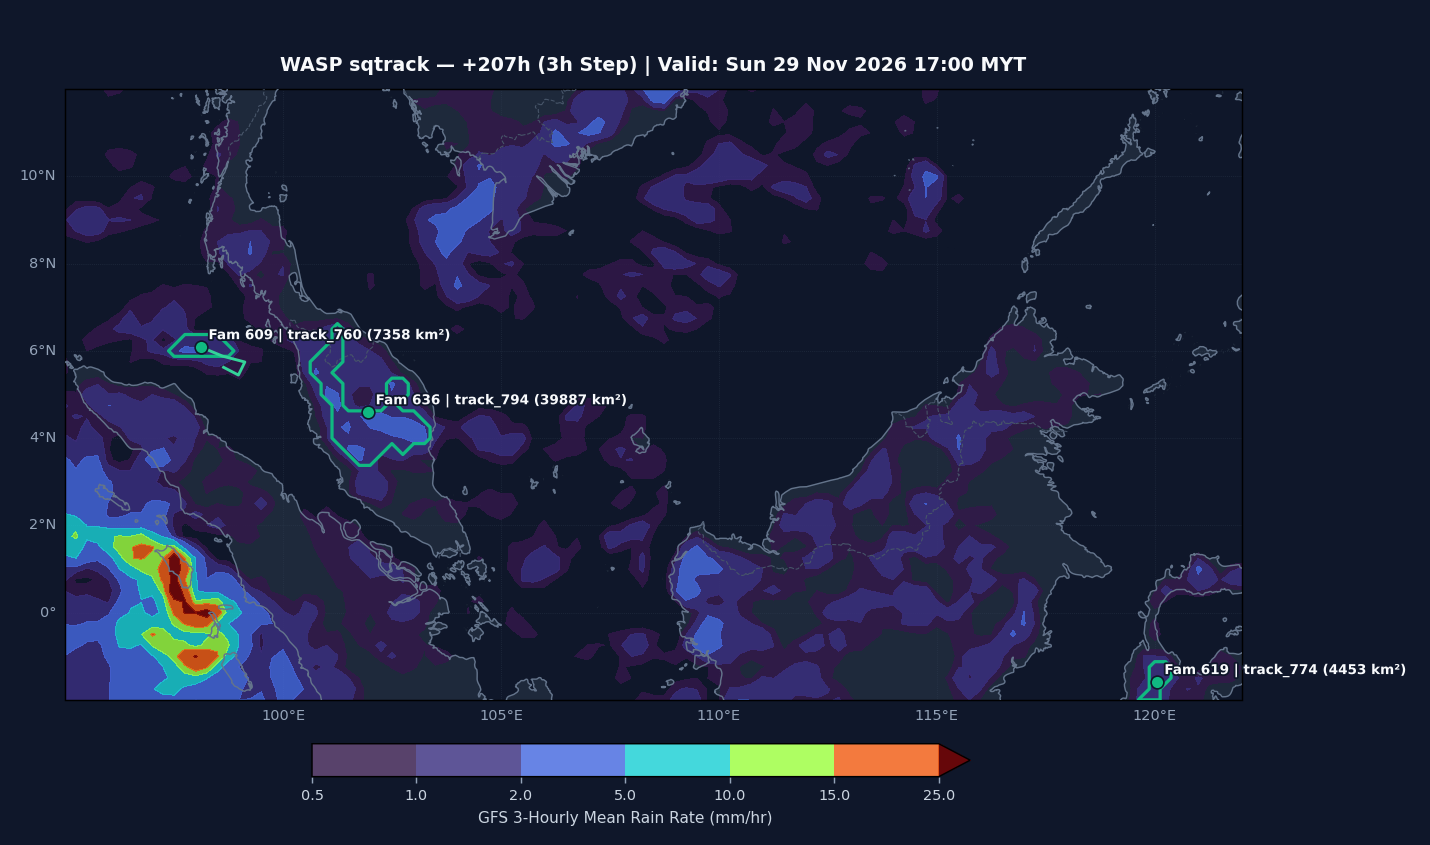 WASP sqtrack — +207h (3h Step) | Valid: Sun 29 Nov 2026 17:00 MYT
10°N
8°N
6°N
4°N
2°N
0°
Fam 609 | track_760 (7358 km²)
Fam 636 | track_794 (39887 km²)
Fam 619 | track_774 (4453 km²)
100°E
105°E
110°E
115°E
120°E
0.5
1.0
2.0
5.0
10.0
15.0
25.0
GFS 3-Hourly Mean Rain Rate (mm/hr)